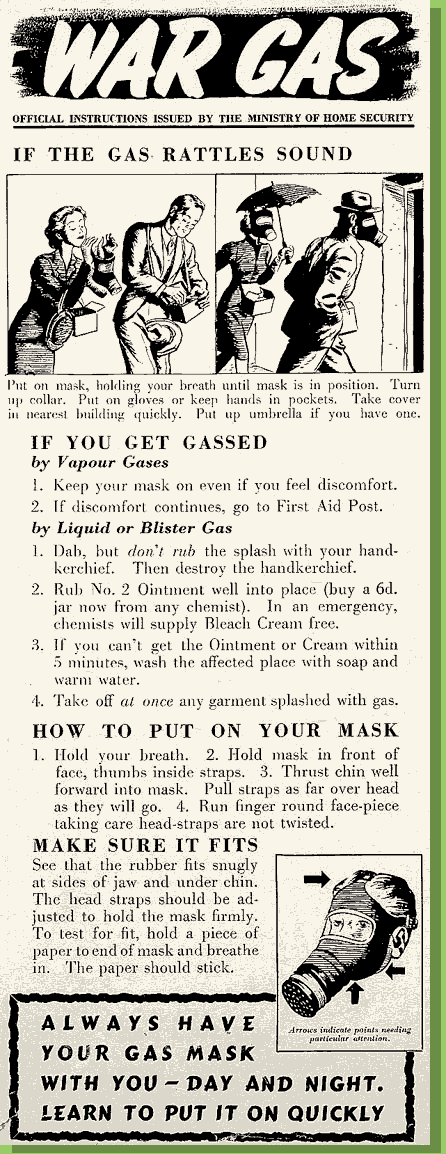 WAR GAS
OFFICIAL INSTRUCTIONS ISSUED BY THE MINISTRY OF HOME SECURITY
IF THE GAS RATTLES SOUND
Put on mask, holding your breath until mask is in position. Turn
up collar. Put on gloves or keep hands in pockets. Take cover
in nearest building quickly. Put up umbrella if you have one.
IF YOU GET GASSED
by Vapour Gases
1. Keep your mask on even if you feel discomfort.
2. If discomfort continues, go to First Aid Post.
by Liquid or Blister Gas
1. Dab, but don't rub the splash with your hand-
kerchief. Then destroy the handkerchief.
2. Rub No. 2 Ointment well into place (buy a 6d.
jar now from any chemist). In an emergency,
chemists will supply Bleach Cream free.
3. If you can't get the Ointment or Cream within
5 minutes, wash the affected place with soap and
warm water.
4. Take off at once any garment splashed with gas.
HOW TO PUT ON YOUR MASK
1. Hold your breath. 2. Hold mask in front of
face, thumbs inside straps. 3. Thrust chin well
forward into mask. Pull straps as far over head
as they will go. 4. Run finger round face-piece
taking care head-straps are not twisted.
MAKE SURE IT FITS
See that the rubber fits snugly
at sides of jaw and under chin.
The head straps should be ad-
justed to hold the mask firmly.
To test for fit, hold a piece of
paper to end of mask and breathe
in. The paper should stick.
Arrows indicate points needing
particular attention.
ALWAYS HAVE
YOUR GAS MASK
WITH YOU – DAY AND NIGHT.
LEARN TO PUT IT ON QUICKLY